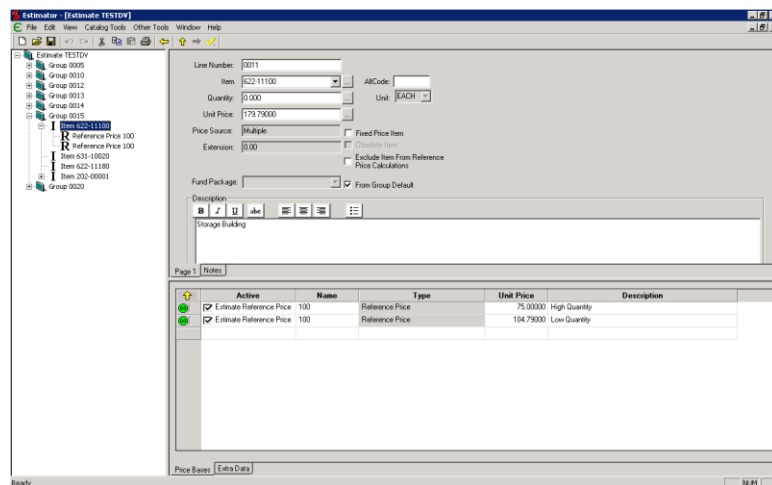 Estimator - [Estimate TESTDV]
File Edit View Catalog Tools Other Tools Window Help
Estimate TESTDV
Group 0005
Group 0010
Group 0012
Group 0013
Group 0014
Group 0015
Item 622-11100
R Reference Price 100
R Reference Price 100
I Item 631-10020
I Item 622-11180
I Item 202-00001
Group 0020
Line Number: 0011
Item 622-11100 ... AltCode:
Quantity: 0.000 ... Unit: EACH
Unit Price: 179.79000 ...
Price Source: Multiple Fixed Price Item
Obsolete Item
Extension: 0.00
Exclude Item From Reference
Price Calculations
Fund Package: From Group Default
Description
B I U abc
Storage Building
Page 1 Notes
Active Name Type Unit Price Description
Estimate Reference Price 100 Reference Price 75.00000 High Quantity
Estimate Reference Price 100 Reference Price 104.79000 Low Quantity
Price Bases Extra Data
Ready NUM